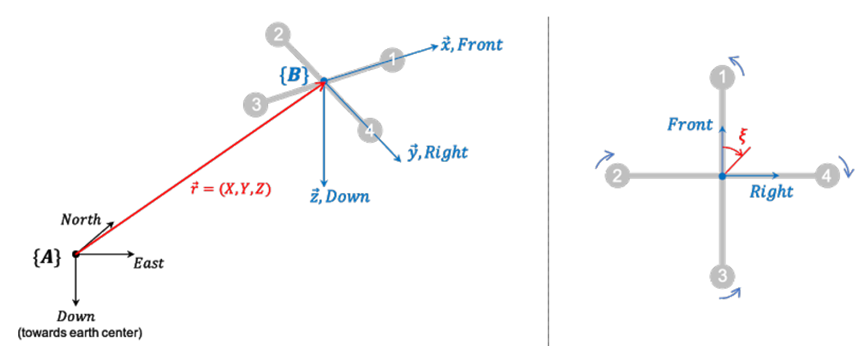 2
1
x⃗, Front
{B}
3
4
y⃗, Right
r⃗ = (X, Y, Z)
z⃗, Down
North
{A}
East
Down
(towards earth center)
1
Front
ξ
2
4
Right
3